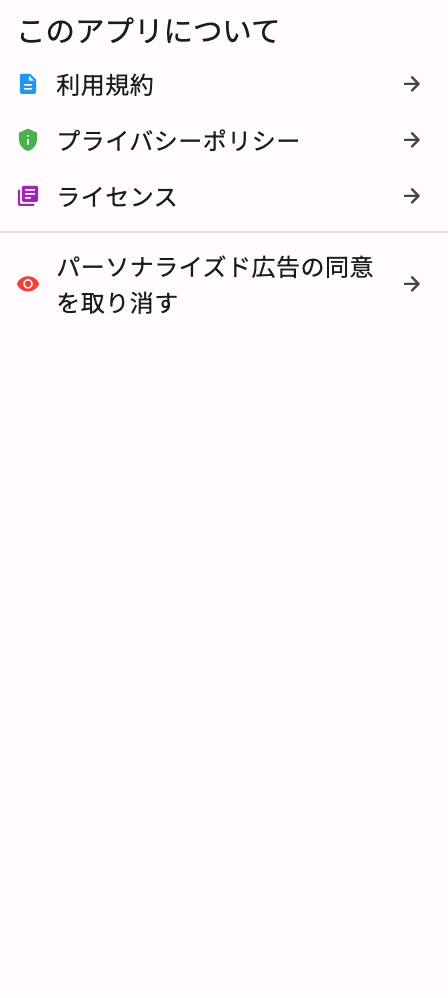 このアプリについて
利用規約
プライバシーポリシー
ライセンス
パーソナライズド広告の同意
を取り消す